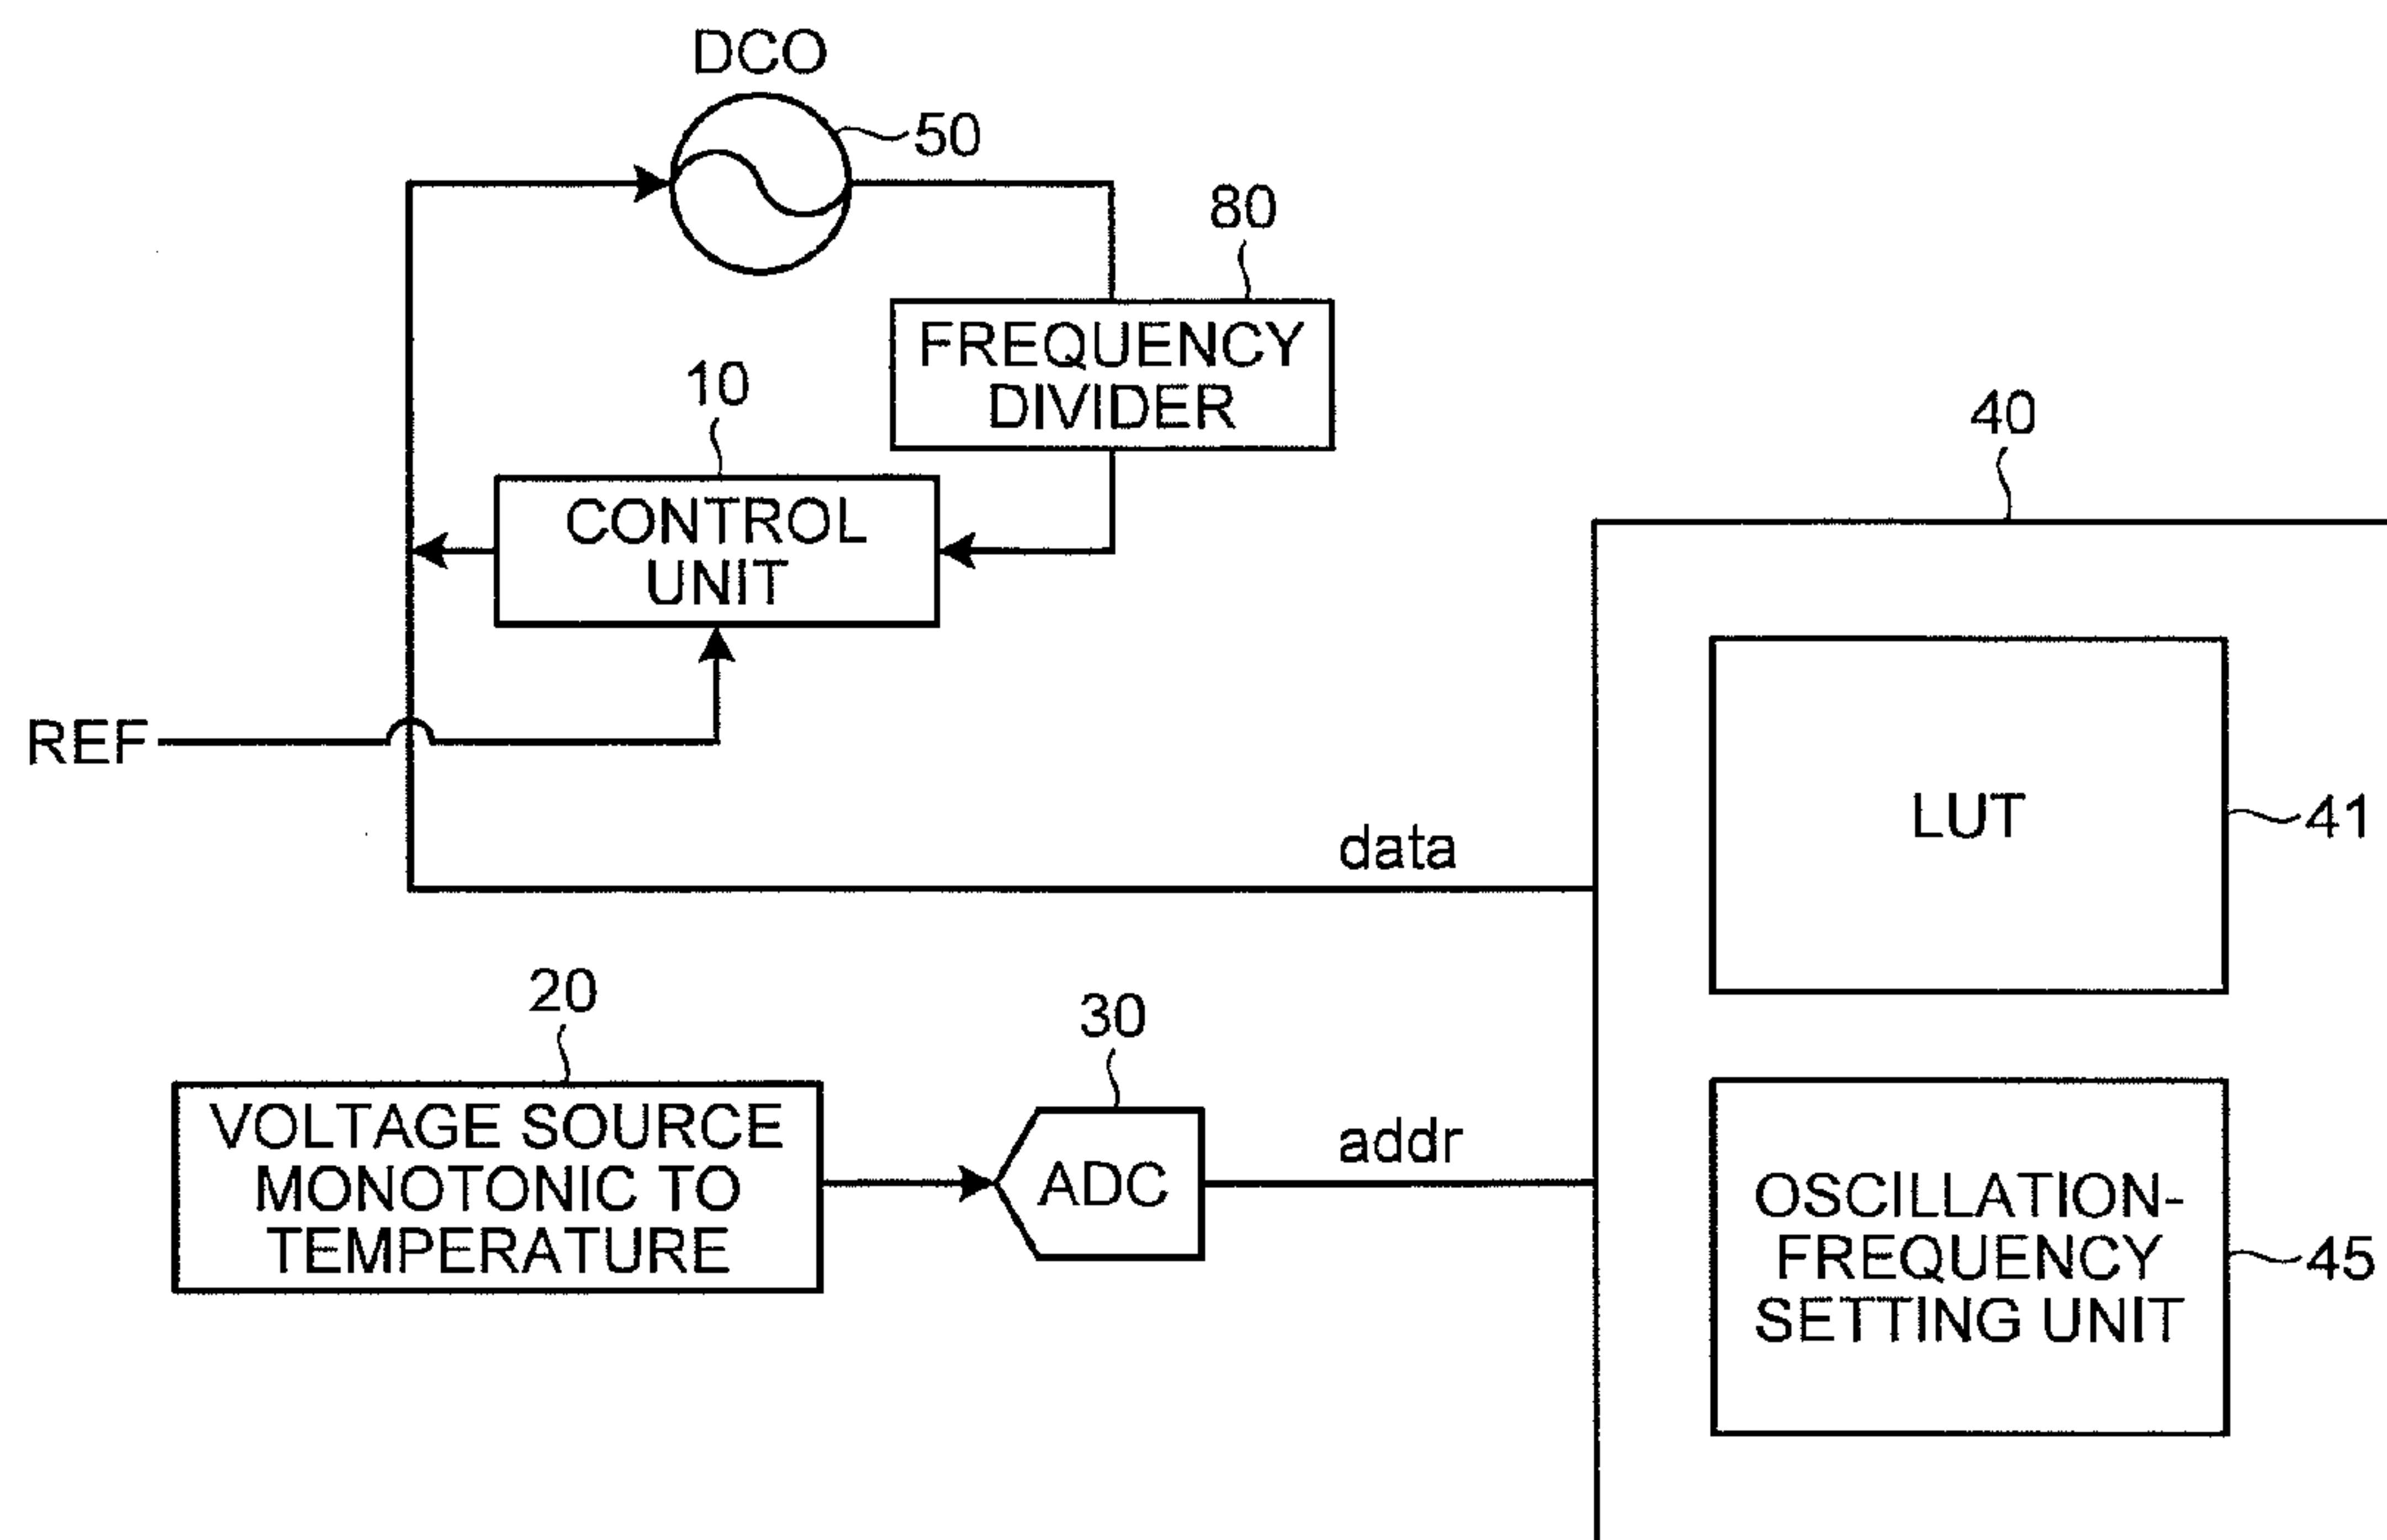 DCO
50
80
FREQUENCY
DIVIDER
10
CONTROL
UNIT
40
REF
LUT
41
data
20
30
VOLTAGE SOURCE
MONOTONIC TO
TEMPERATURE
ADC
addr
OSCILLATION-
FREQUENCY
SETTING UNIT
45